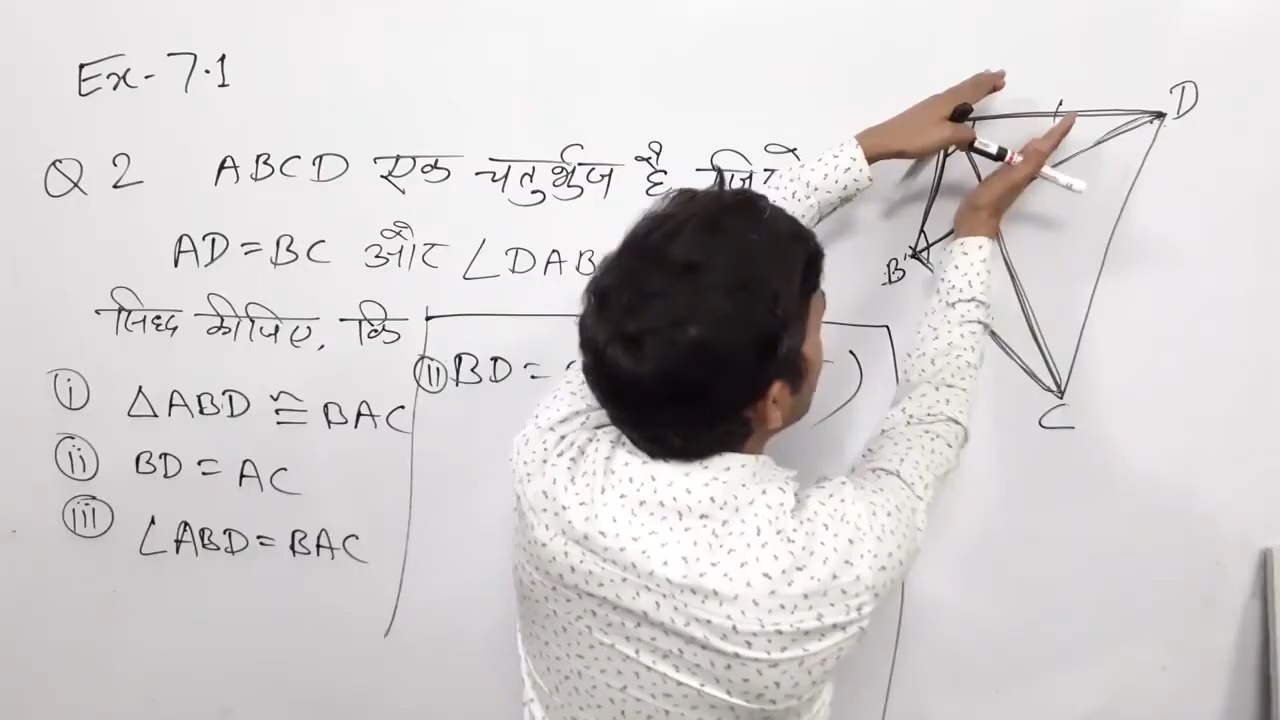 Ex- 7.1
Q 2 ABCD एक चतुर्भुज है
AD = BC और ∠DAB
सिध्द कीजिए, कि
(i) △ABD ≅ BAC
(ii) BD = AC
(iii) ∠ABD = BAC
(ii) BD =
D
B
C